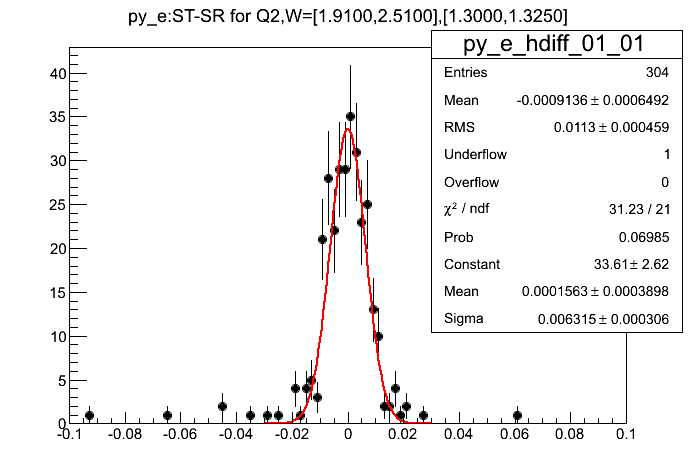 py_e:ST-SR for Q2,W=[1.9100,2.5100],[1.3000,1.3250]
py_e_hdiff_01_01
Entries 304
Mean -0.0009136 ± 0.0006492
RMS 0.0113 ± 0.000459
Underflow 1
Overflow 0
χ² / ndf 31.23 / 21
Prob 0.06985
Constant 33.61 ± 2.62
Mean 0.0001563 ± 0.0003898
Sigma 0.006315 ± 0.000306
40
35
30
25
20
15
10
5
0
-0.1 -0.08 -0.06 -0.04 -0.02 0 0.02 0.04 0.06 0.08 0.1